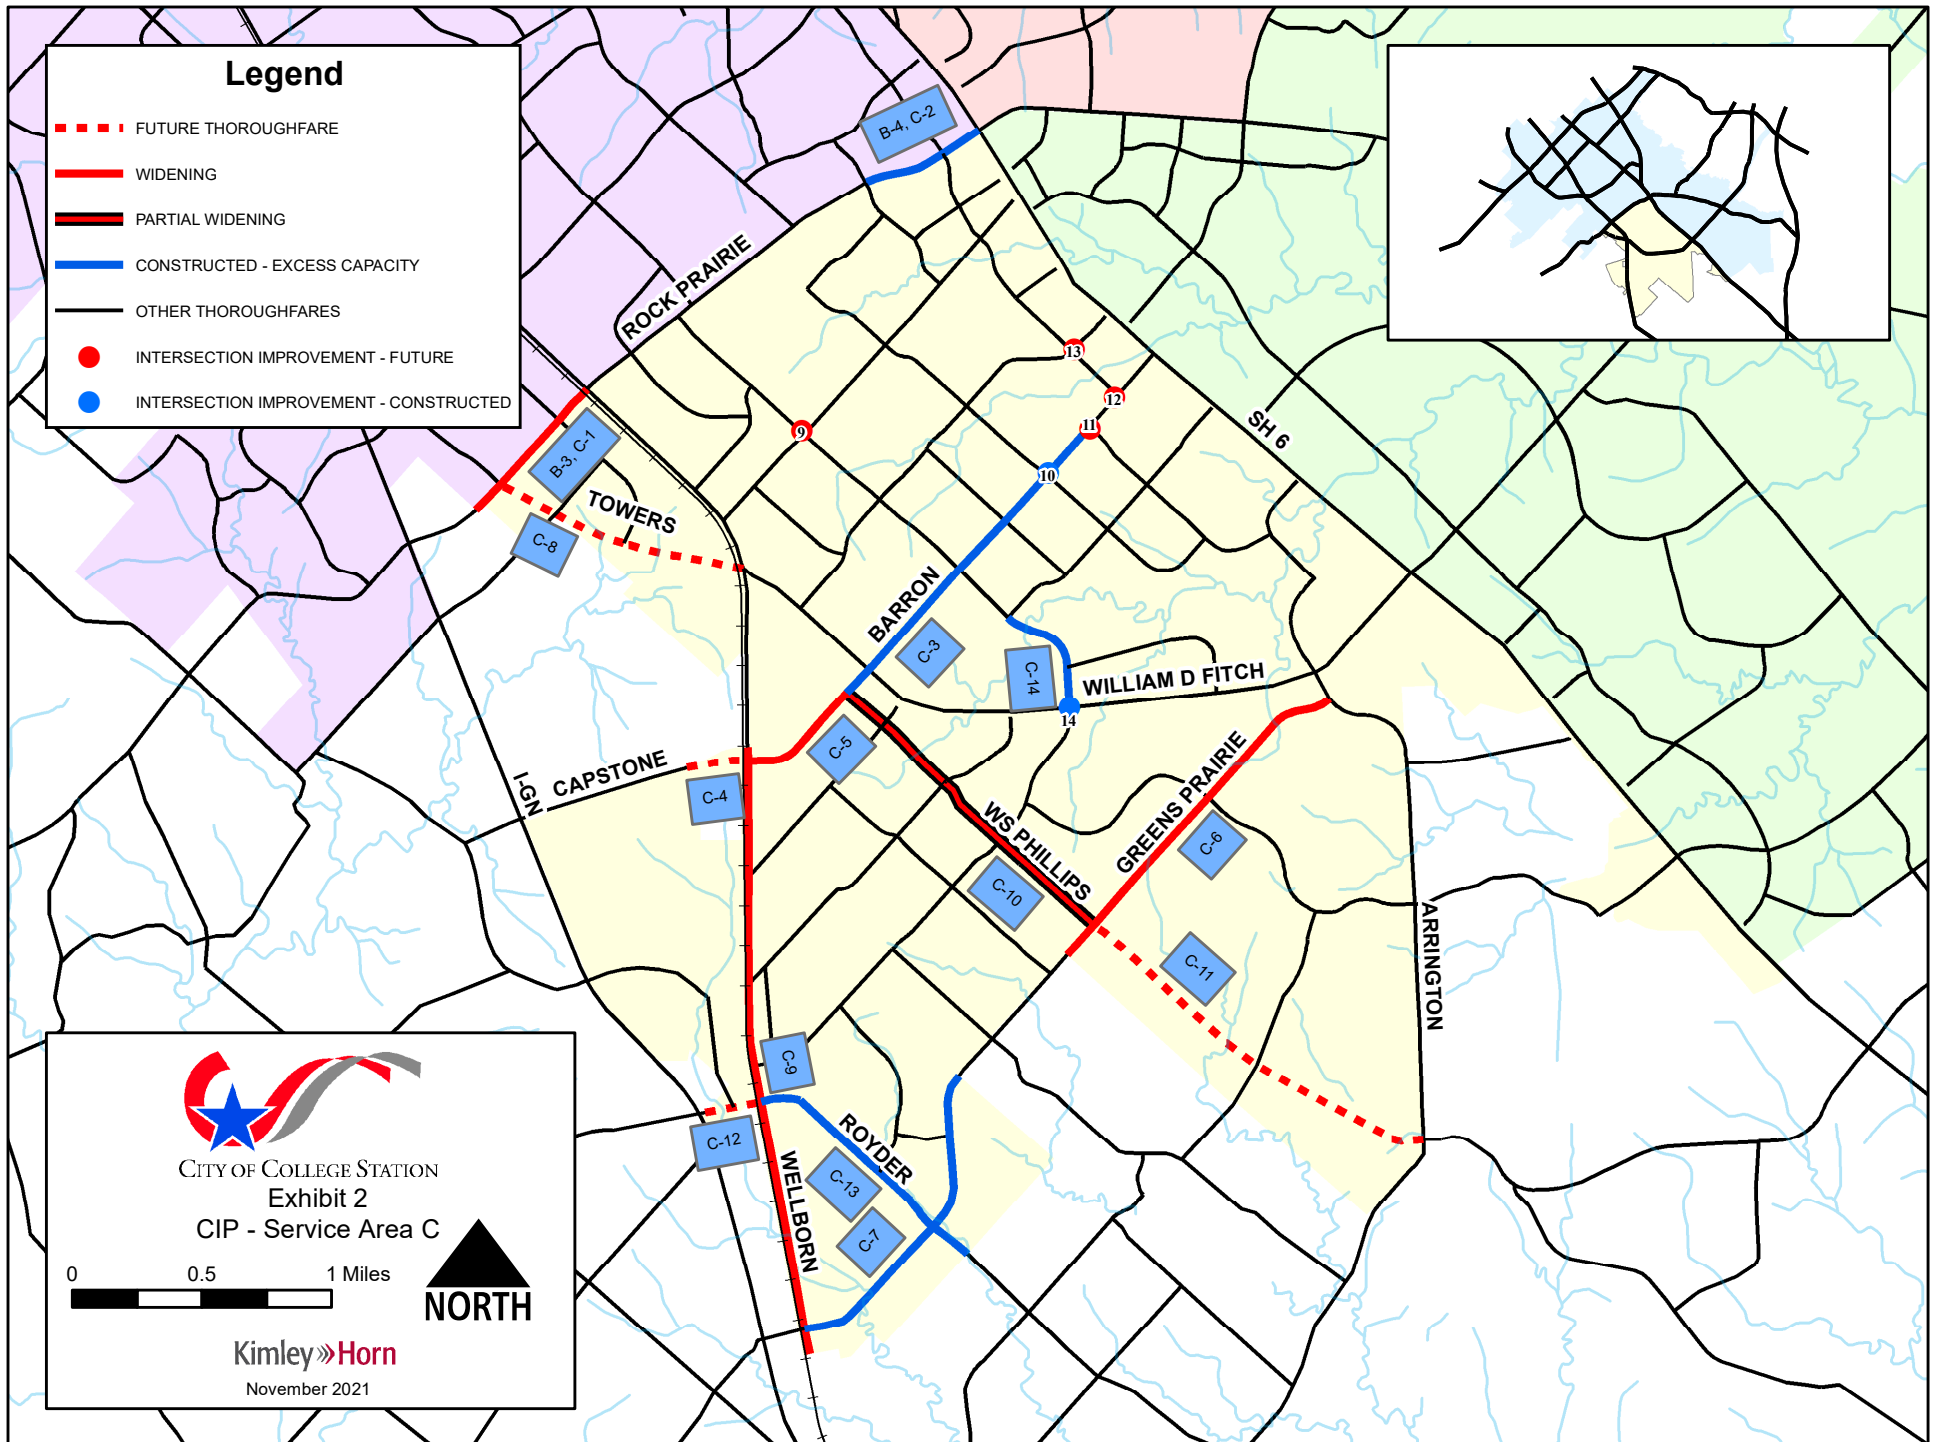 Legend
FUTURE THOROUGHFARE
WIDENING
PARTIAL WIDENING
CONSTRUCTED - EXCESS CAPACITY
OTHER THOROUGHFARES
INTERSECTION IMPROVEMENT - FUTURE
INTERSECTION IMPROVEMENT - CONSTRUCTED
B-4, C-2
ROCK PRAIRIE
13
12
11
9
10
SH 6
B-3, C-1
TOWERS
C-8
BARRON
C-3
C-14
WILLIAM D FITCH
14
C-5
CAPSTONE
I-GN
C-4
WS PHILLIPS
GREENS PRAIRIE
C-6
C-10
C-11
ARRINGTON
C-9
C-12
ROYDER
WELLBORN
C-13
C-7
CITY OF COLLEGE STATION
Exhibit 2
CIP - Service Area C
0 0.5 1 Miles
NORTH
Kimley»Horn
November 2021